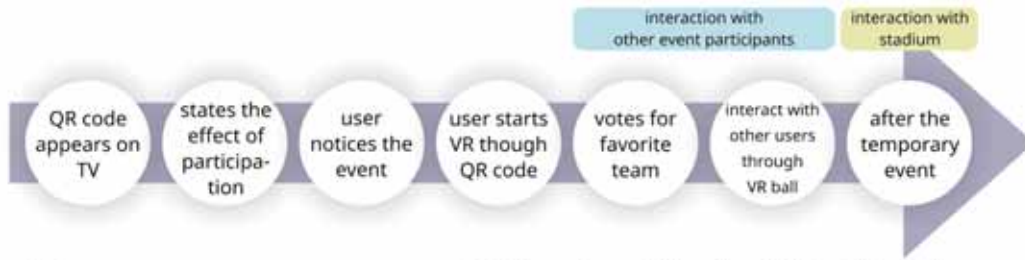 interaction with
other event participants
interaction with
stadium
QR code
appears on
TV
states the
effect of
participa-
tion
user
notices the
event
user starts
VR though
QR code
votes for
favorite
team
interact with
other users
through
VR ball
after the
temporary
event